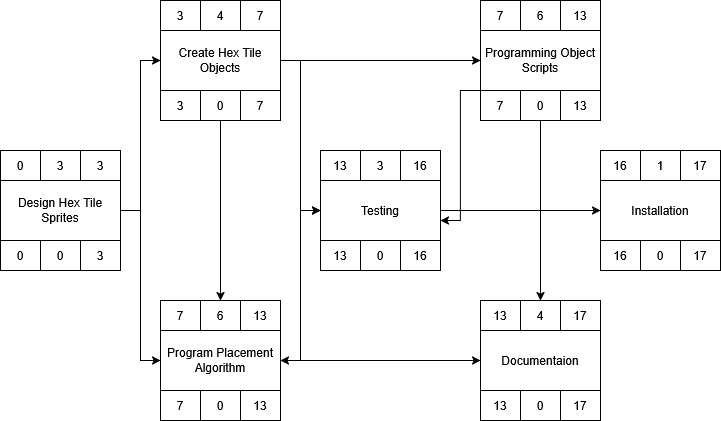 3 4 7
Create Hex Tile
Objects
3 0 7
7 6 13
Programming Object
Scripts
7 0 13
0 3 3
Design Hex Tile
Sprites
0 0 3
13 3 16
Testing
13 0 16
16 1 17
Installation
16 0 17
7 6 13
Program Placement
Algorithm
7 0 13
13 4 17
Documentaion
13 0 17